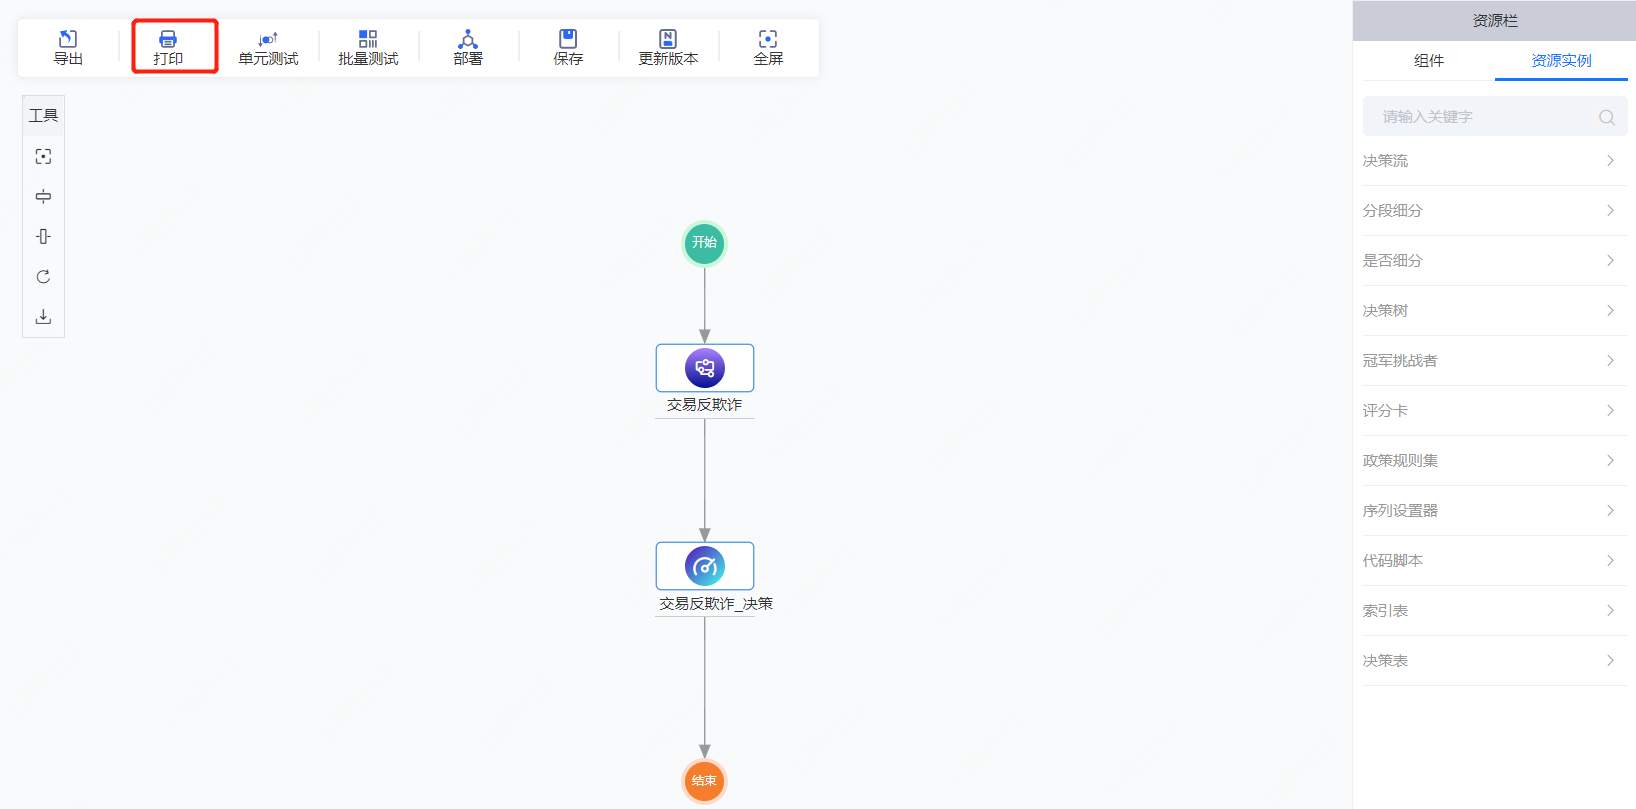 导出
打印
单元测试
批量测试
部署
保存
更新版本
全屏
工具
开始
交易反欺诈
交易反欺诈_决策
结束
资源栏
组件
资源实例
请输入关键字
决策流
分段细分
是否细分
决策树
冠军挑战者
评分卡
政策规则集
序列设置器
代码脚本
索引表
决策表